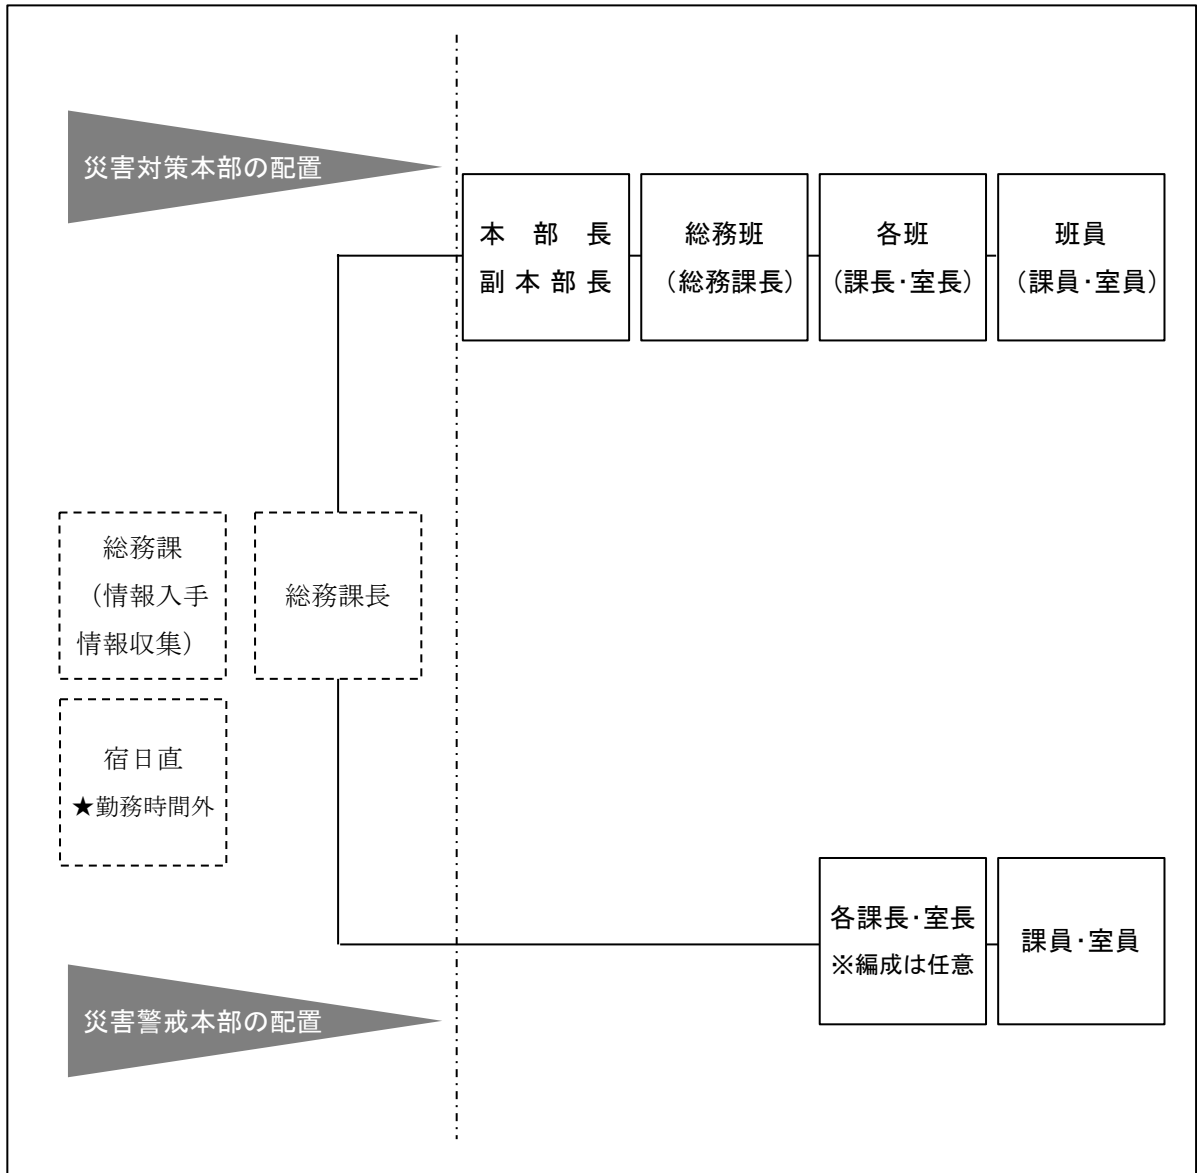 災害対策本部の配置
本部長
副本部長
総務班
（総務課長）
各班
（課長・室長）
班員
（課員・室員）
総務課
（情報入手
情報収集）
総務課長
宿日直
★勤務時間外
各課長・室長
※編成は任意
課員・室員
災害警戒本部の配置